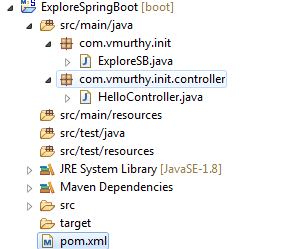 ExploreSpringBoot [boot]
src/main/java
com.vmurthy.init
ExploreSB.java
com.vmurthy.init.controller
HelloController.java
src/main/resources
src/test/java
src/test/resources
JRE System Library [JavaSE-1.8]
Maven Dependencies
src
target
pom.xml